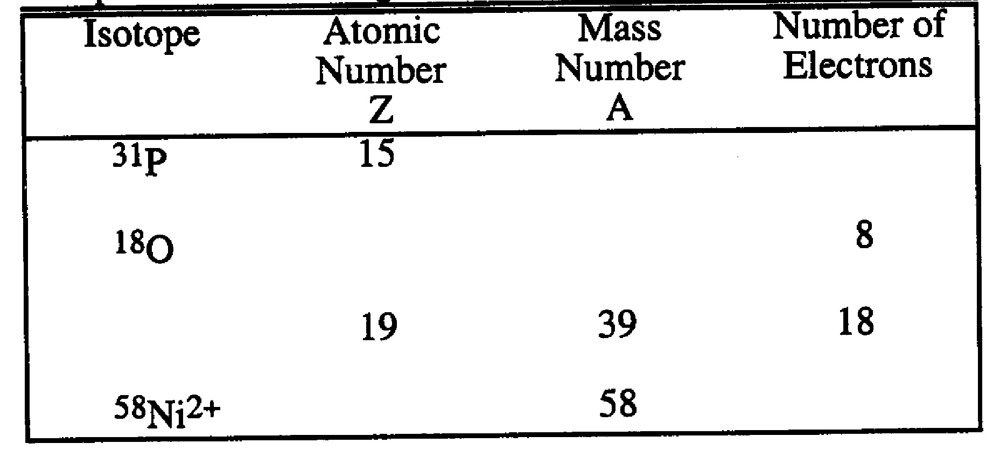 Isotope Atomic Mass Number of
Number Number Electrons
Z A
³¹P 15
¹⁸O 8
19 39 18
⁵⁸Ni²⁺ 58